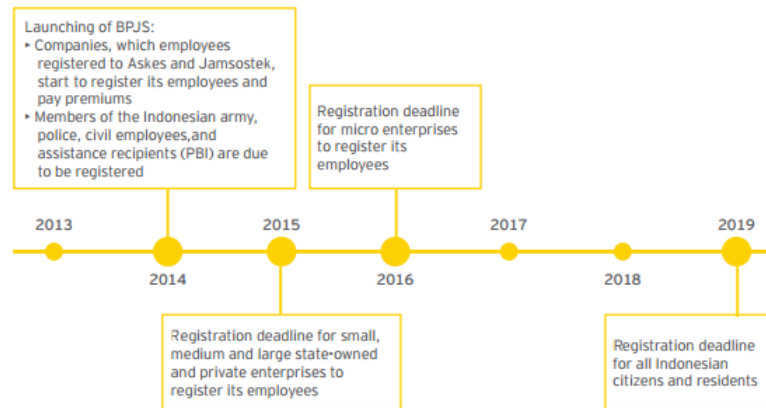 Launching of BPJS:
‣ Companies, which employees
registered to Askes and Jamsostek,
start to register its employees and
pay premiums
‣ Members of the Indonesian army,
police, civil employees,and
assistance recipients (PBI) are due
to be registered
Registration deadline
for micro enterprises
to register its
employees
2013
2015
2017
2019
2014
2016
2018
Registration deadline for small,
medium and large state-owned
and private enterprises to
register its employees
Registration deadline
for all Indonesian
citizens and residents